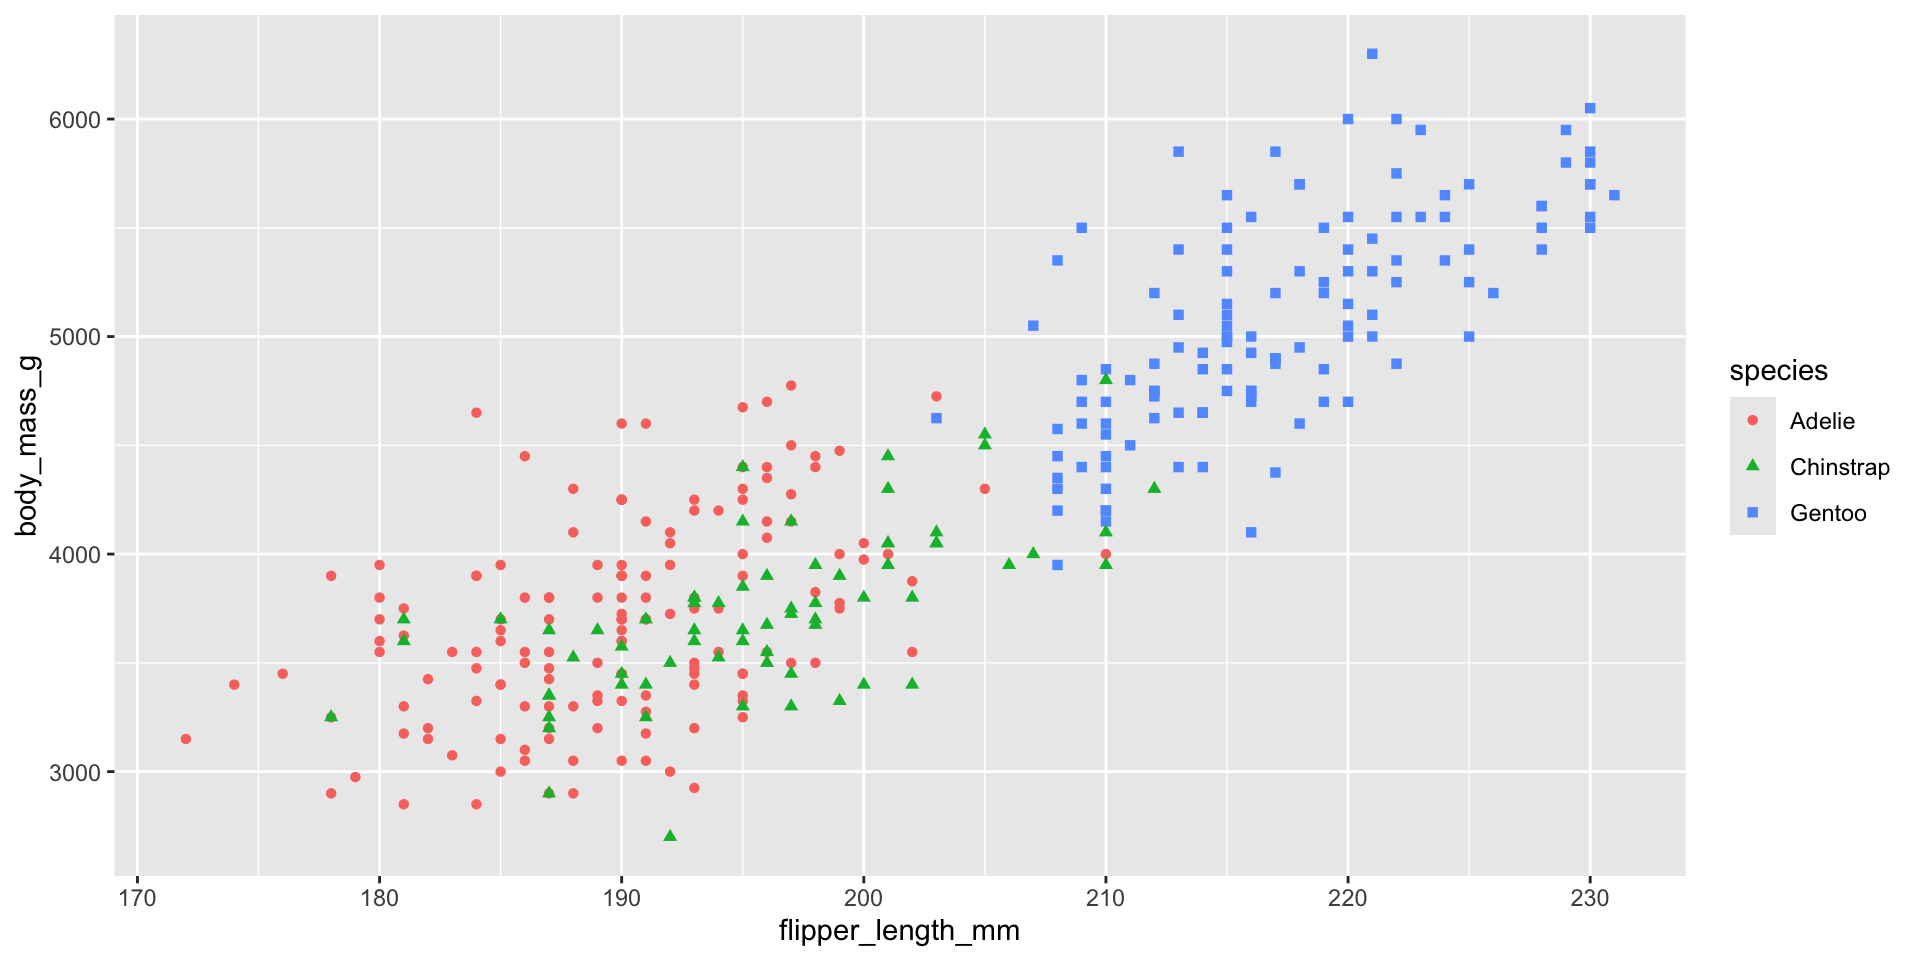 6000
5000
4000
3000
body_mass_g
170 180 190 200 210 220 230
flipper_length_mm
species
Adelie
Chinstrap
Gentoo